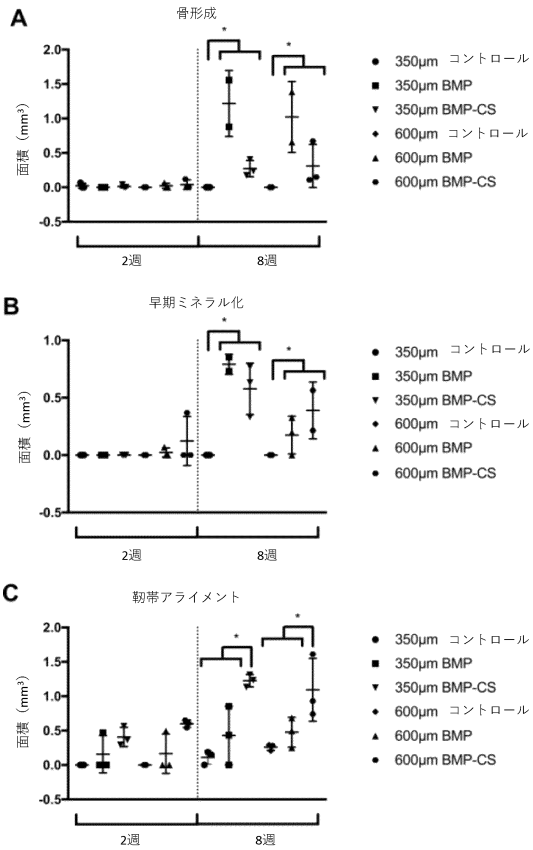 A
骨形成
面積（mm³）
2.0
1.5
1.0
0.5
0.0
-0.5
*
*
2週
8週
350µm コントロール
350µm BMP
350µm BMP-CS
600µm コントロール
600µm BMP
600µm BMP-CS
B
早期ミネラル化
面積（mm³）
1.0
0.5
0.0
-0.5
*
*
2週
8週
350µm コントロール
350µm BMP
350µm BMP-CS
600µm コントロール
600µm BMP
600µm BMP-CS
C
靭帯アライメント
面積（mm³）
2.0
1.5
1.0
0.5
0.0
-0.5
*
*
2週
8週
350µm コントロール
350µm BMP
350µm BMP-CS
600µm コントロール
600µm BMP
600µm BMP-CS